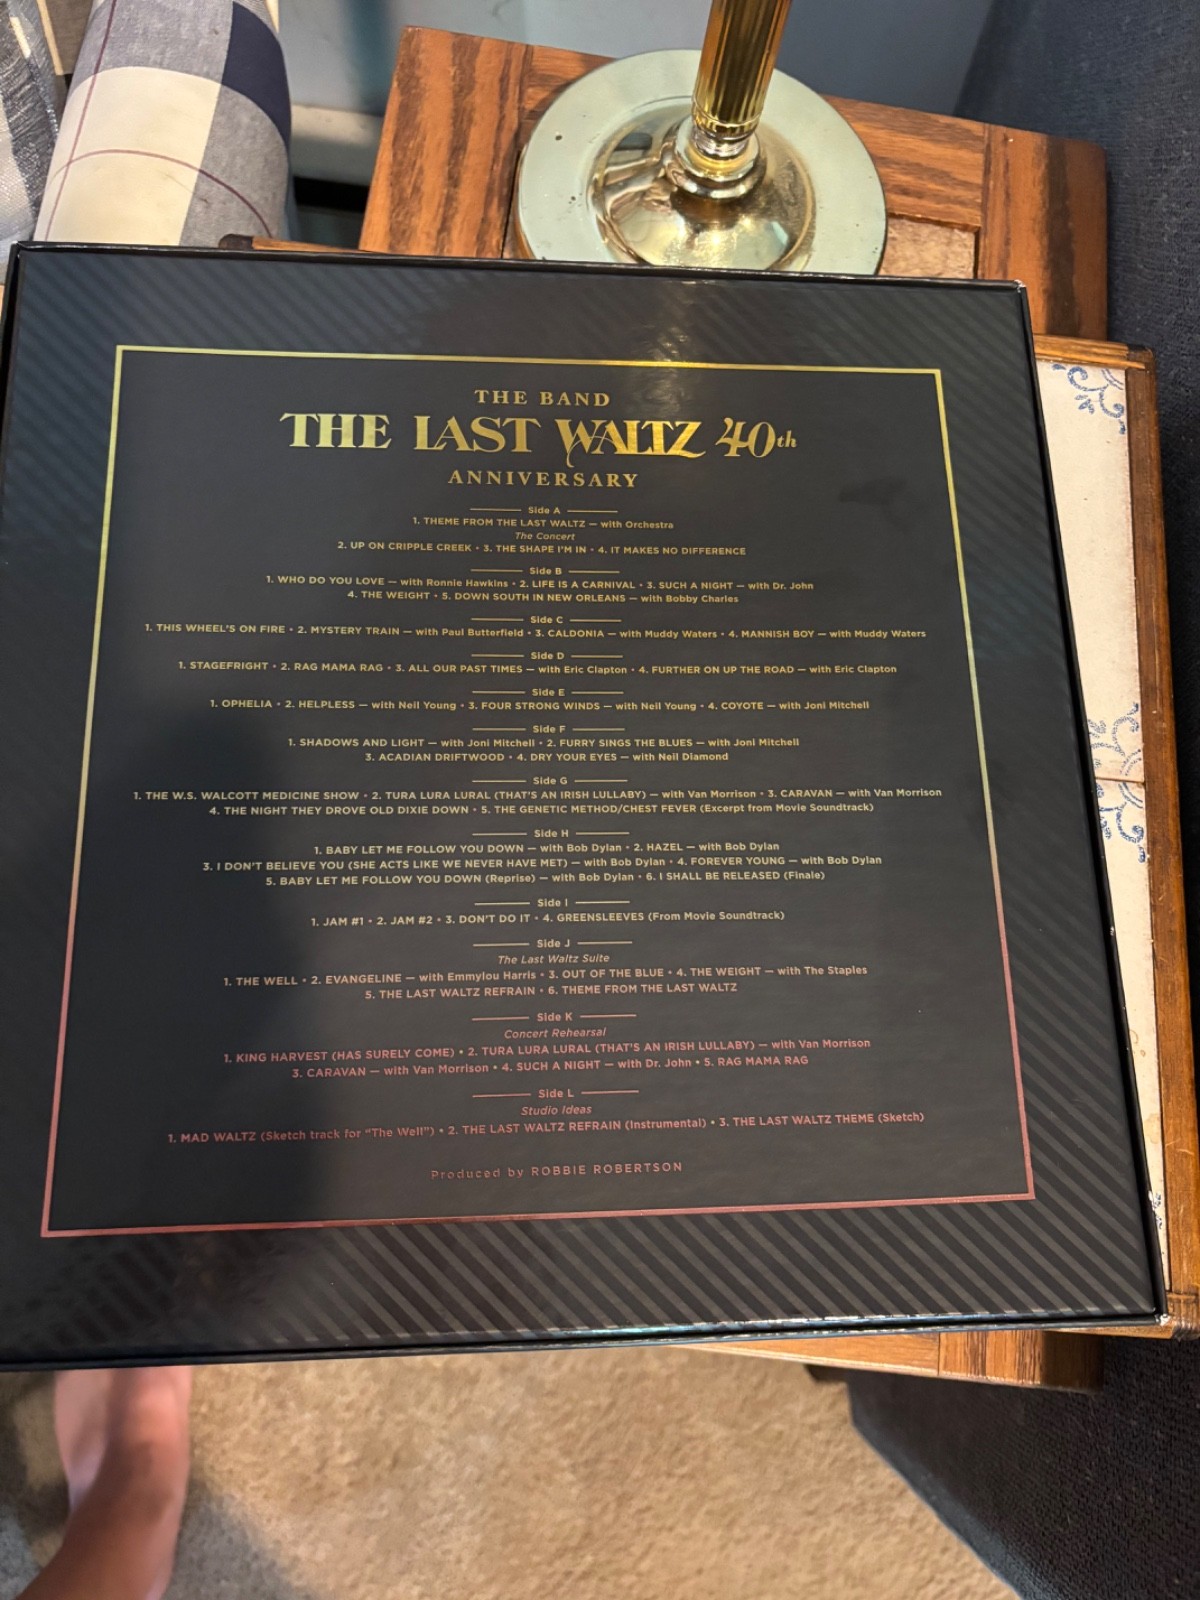 THE BAND
THE LAST WALTZ 40th
ANNIVERSARY
Side A
1. THEME FROM THE LAST WALTZ — with Orchestra
The Concert
2. UP ON CRIPPLE CREEK • 3. THE SHAPE I'M IN • 4. IT MAKES NO DIFFERENCE
Side B
1. WHO DO YOU LOVE — with Ronnie Hawkins • 2. LIFE IS A CARNIVAL • 3. SUCH A NIGHT — with Dr. John
4. THE WEIGHT • 5. DOWN SOUTH IN NEW ORLEANS — with Bobby Charles
Side C
1. THIS WHEEL'S ON FIRE • 2. MYSTERY TRAIN — with Paul Butterfield • 3. CALDONIA — with Muddy Waters • 4. MANNISH BOY — with Muddy Waters
Side D
1. STAGEFRIGHT • 2. RAG MAMA RAG • 3. ALL OUR PAST TIMES — with Eric Clapton • 4. FURTHER ON UP THE ROAD — with Eric Clapton
Side E
1. OPHELIA • 2. HELPLESS — with Neil Young • 3. FOUR STRONG WINDS — with Neil Young • 4. COYOTE — with Joni Mitchell
Side F
1. SHADOWS AND LIGHT — with Joni Mitchell • 2. FURRY SINGS THE BLUES — with Joni Mitchell
3. ACADIAN DRIFTWOOD • 4. DRY YOUR EYES — with Neil Diamond
Side G
1. THE W.S. WALCOTT MEDICINE SHOW • 2. TURA LURA LURAL (THAT'S AN IRISH LULLABY) — with Van Morrison • 3. CARAVAN — with Van Morrison
4. THE NIGHT THEY DROVE OLD DIXIE DOWN • 5. THE GENETIC METHOD/CHEST FEVER (Excerpt from Movie Soundtrack)
Side H
1. BABY LET ME FOLLOW YOU DOWN — with Bob Dylan • 2. HAZEL — with Bob Dylan
3. I DON'T BELIEVE YOU (SHE ACTS LIKE WE NEVER HAVE MET) — with Bob Dylan • 4. FOREVER YOUNG — with Bob Dylan
5. BABY LET ME FOLLOW YOU DOWN (Reprise) — with Bob Dylan • 6. I SHALL BE RELEASED (Finale)
Side I
1. JAM #1 • 2. JAM #2 • 3. DON'T DO IT • 4. GREENSLEEVES (From Movie Soundtrack)
Side J
The Last Waltz Suite
1. THE WELL • 2. EVANGELINE — with Emmylou Harris • 3. OUT OF THE BLUE • 4. THE WEIGHT — with The Staples
5. THE LAST WALTZ REFRAIN • 6. THEME FROM THE LAST WALTZ
Side K
Concert Rehearsal
1. KING HARVEST (HAS SURELY COME) • 2. TURA LURA LURAL (THAT'S AN IRISH LULLABY) — with Van Morrison
3. CARAVAN — with Van Morrison • 4. SUCH A NIGHT — with Dr. John • 5. RAG MAMA RAG
Side L
Studio Ideas
1. MAD WALTZ (Sketch track for "The Well") • 2. THE LAST WALTZ REFRAIN (Instrumental) • 3. THE LAST WALTZ THEME (Sketch)
Produced by ROBBIE ROBERTSON